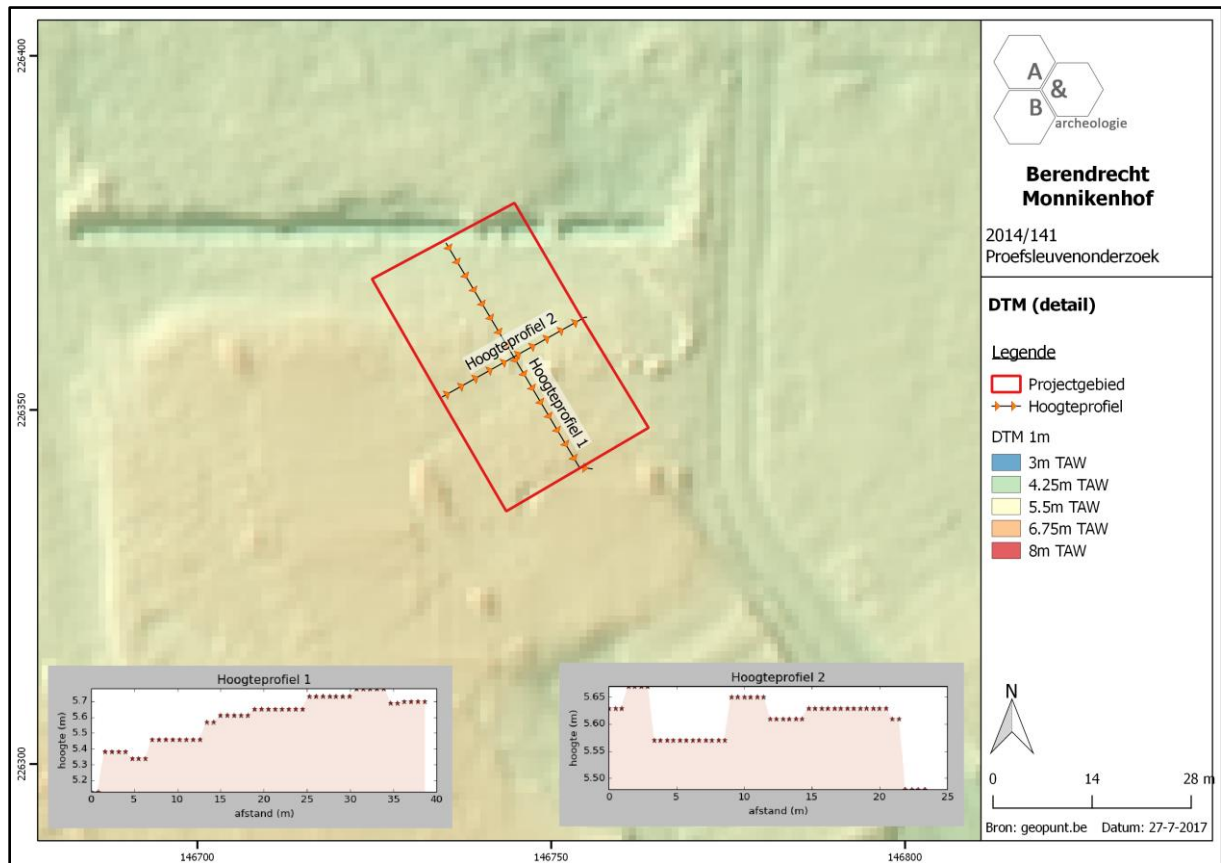 226400
226350
226300
146700
146750
146800
Hoogteprofiel 2
Hoogteprofiel 1
Hoogteprofiel 1
hoogte (m)
5.7
5.6
5.5
5.4
5.3
5.2
0 5 10 15 20 25 30 35 40
afstand (m)
Hoogteprofiel 2
hoogte (m)
5.65
5.60
5.55
5.50
0 5 10 15 20 25
afstand (m)
A
&
B
archeologie
Berendrecht
Monnikenhof
2014/141
Proefsleuvenonderzoek
DTM (detail)
Legende
Projectgebied
Hoogteprofiel
DTM 1m
3m TAW
4.25m TAW
5.5m TAW
6.75m TAW
8m TAW
N
0 14 28 m
Bron: geopunt.be Datum: 27-7-2017